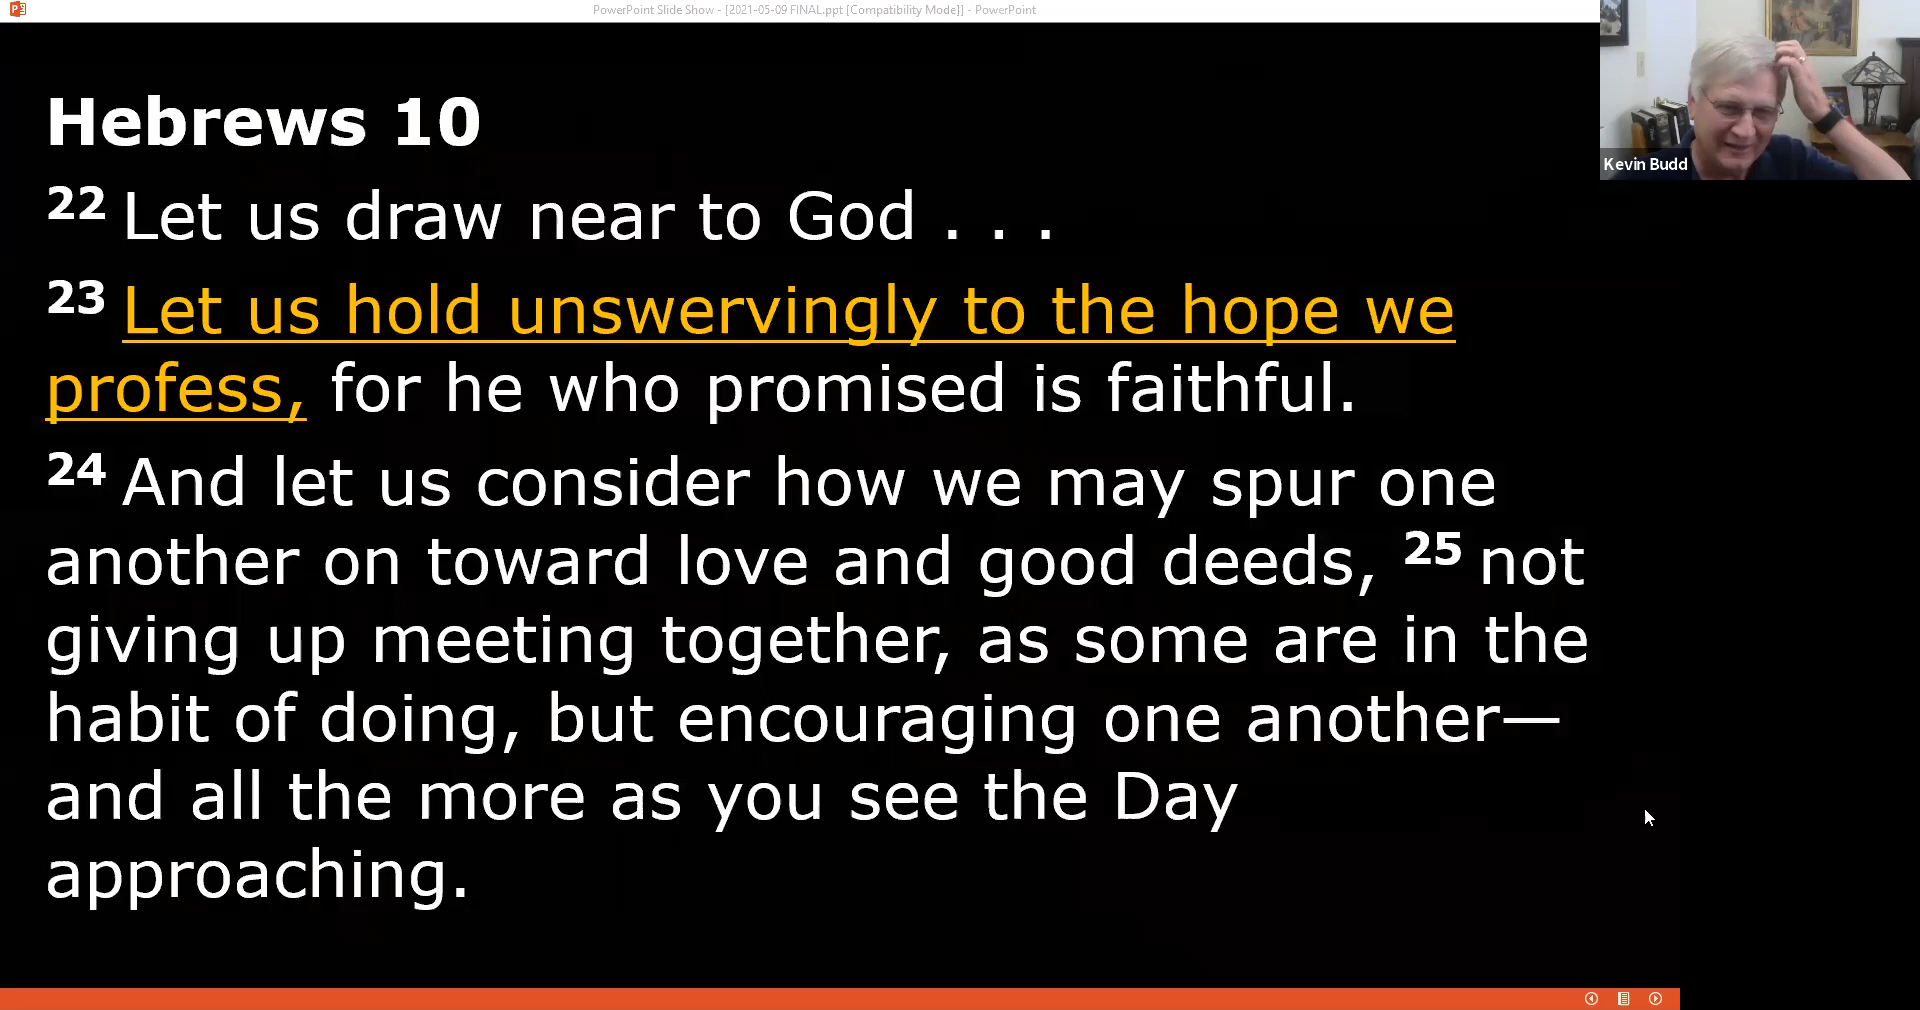 PowerPoint Slide Show - [2021-05-09 FINAL.ppt [Compatibility Mode]] - PowerPoint
Kevin Budd
Hebrews 10
22 Let us draw near to God . . .
23 Let us hold unswervingly to the hope we
profess, for he who promised is faithful.
24 And let us consider how we may spur one
another on toward love and good deeds, 25 not
giving up meeting together, as some are in the
habit of doing, but encouraging one another—
and all the more as you see the Day
approaching.